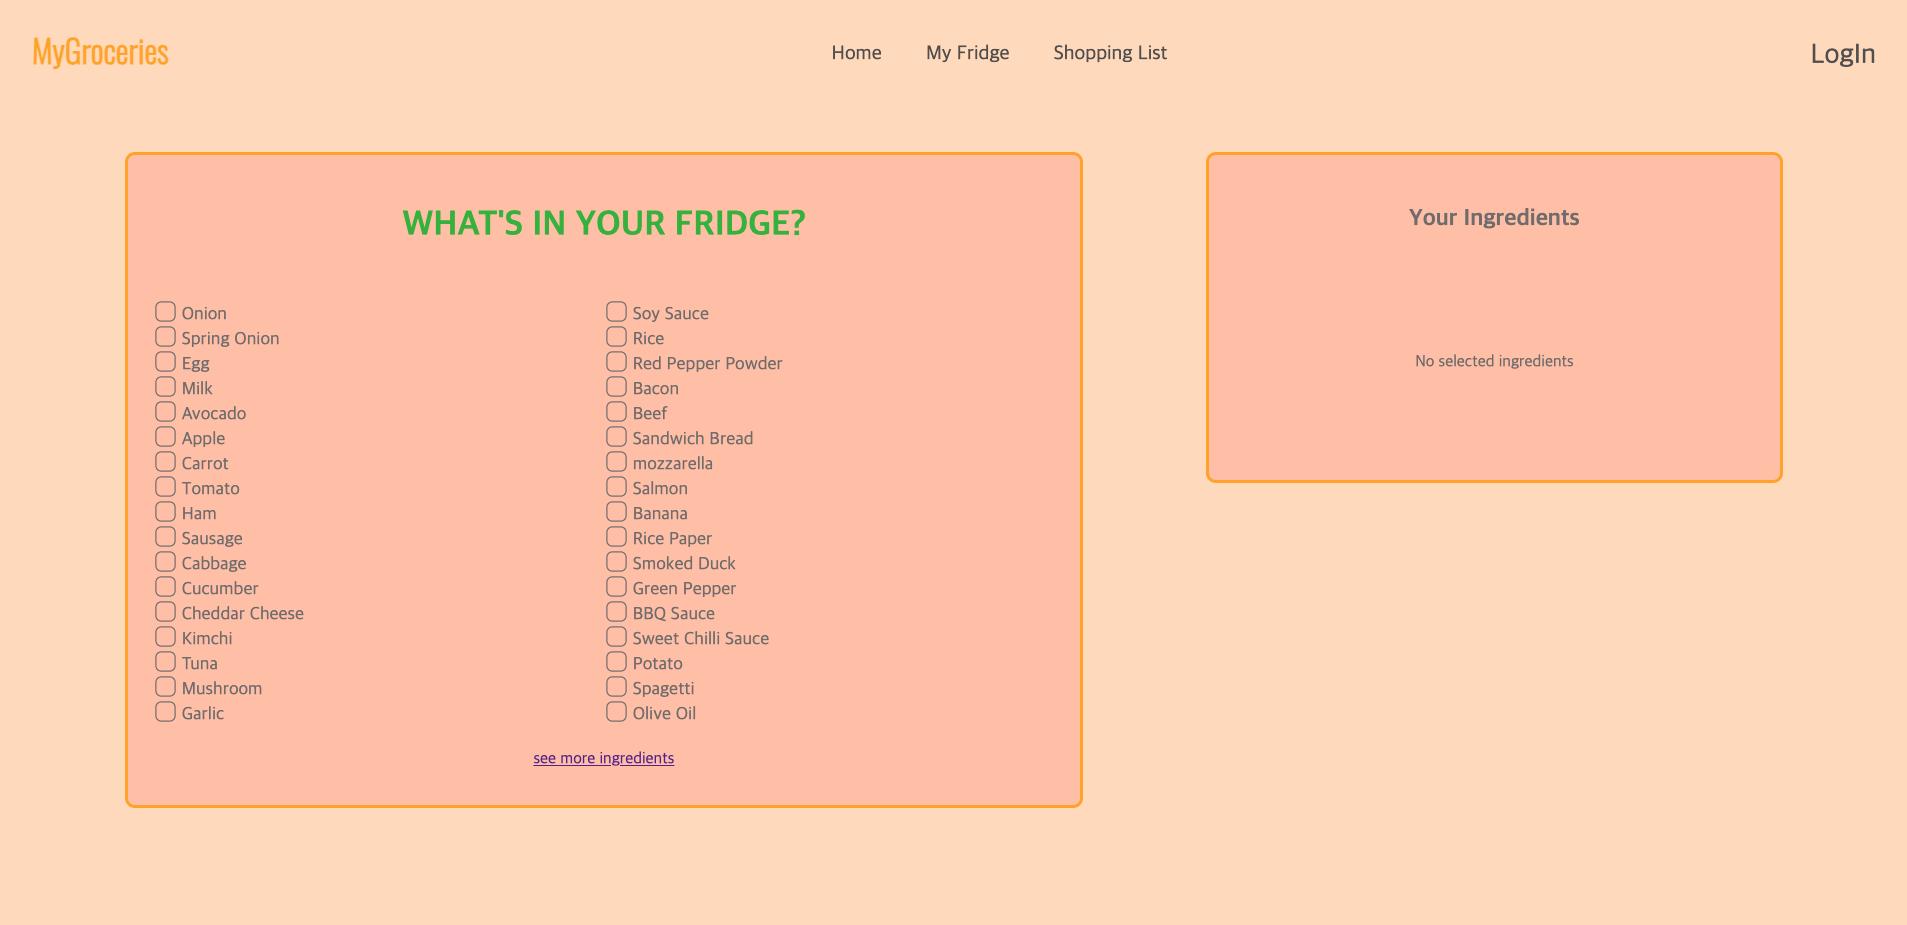 MyGroceries
Home
My Fridge
Shopping List
LogIn
WHAT'S IN YOUR FRIDGE?
Onion
Spring Onion
Egg
Milk
Avocado
Apple
Carrot
Tomato
Ham
Sausage
Cabbage
Cucumber
Cheddar Cheese
Kimchi
Tuna
Mushroom
Garlic
Soy Sauce
Rice
Red Pepper Powder
Bacon
Beef
Sandwich Bread
mozzarella
Salmon
Banana
Rice Paper
Smoked Duck
Green Pepper
BBQ Sauce
Sweet Chilli Sauce
Potato
Spagetti
Olive Oil
see more ingredients
Your Ingredients
No selected ingredients